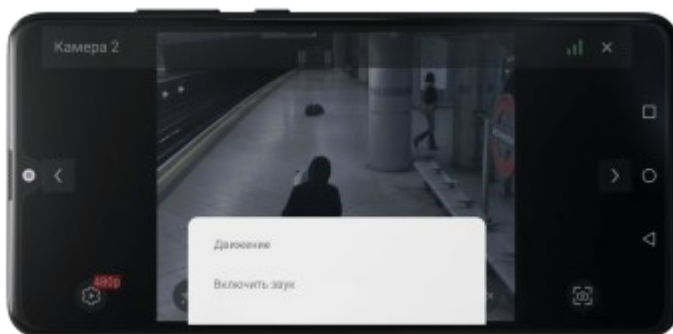 Камера 2
Движение
Включить звук
480p